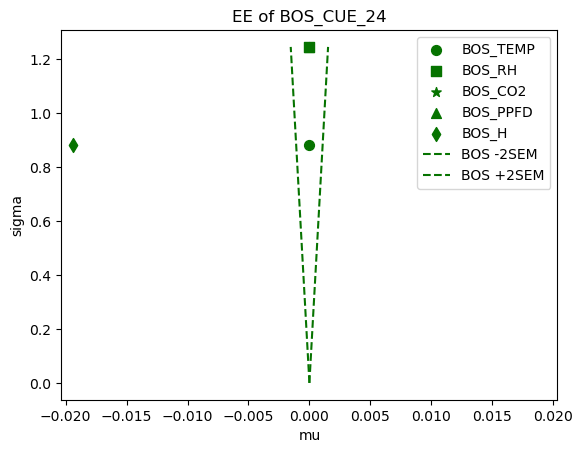 EE of BOS_CUE_24
sigma
1.2
1.0
0.8
0.6
0.4
0.2
0.0
BOS_TEMP
BOS_RH
BOS_CO2
BOS_PPFD
BOS_H
BOS -2SEM
BOS +2SEM
−0.020 −0.015 −0.010 −0.005 0.000 0.005 0.010 0.015 0.020
mu